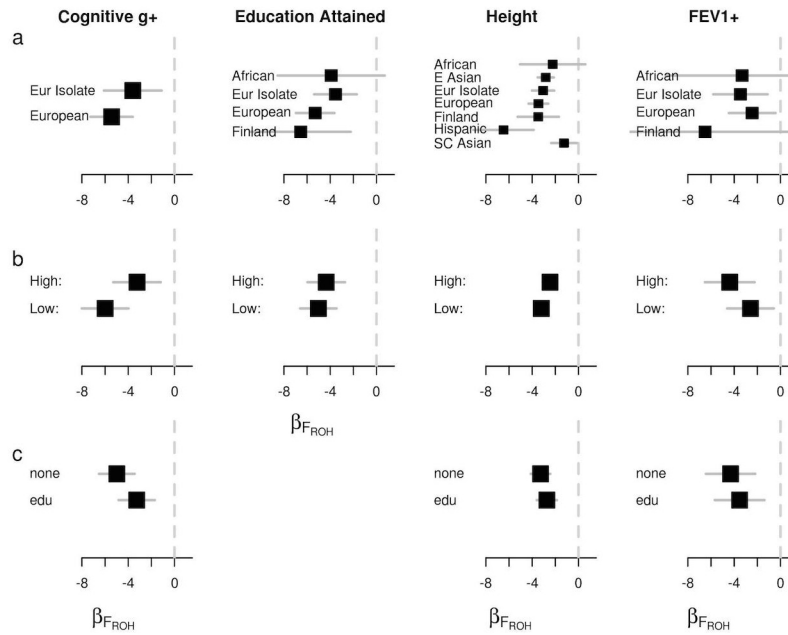 Cognitive g+ Education Attained Height FEV1+
a
Eur Isolate
European
-8 -4 0
African
Eur Isolate
European
Finland
-8 -4 0
African
E Asian
Eur Isolate
European
Finland
Hispanic
SC Asian
-8 -4 0
African
Eur Isolate
European
Finland
-8 -4 0
b
High:
Low:
-8 -4 0
High:
Low:
-8 -4 0
βFROH
High:
Low:
-8 -4 0
High:
Low:
-8 -4 0
c
none
edu
-8 -4 0
βFROH
none
edu
-8 -4 0
βFROH
none
edu
-8 -4 0
βFROH